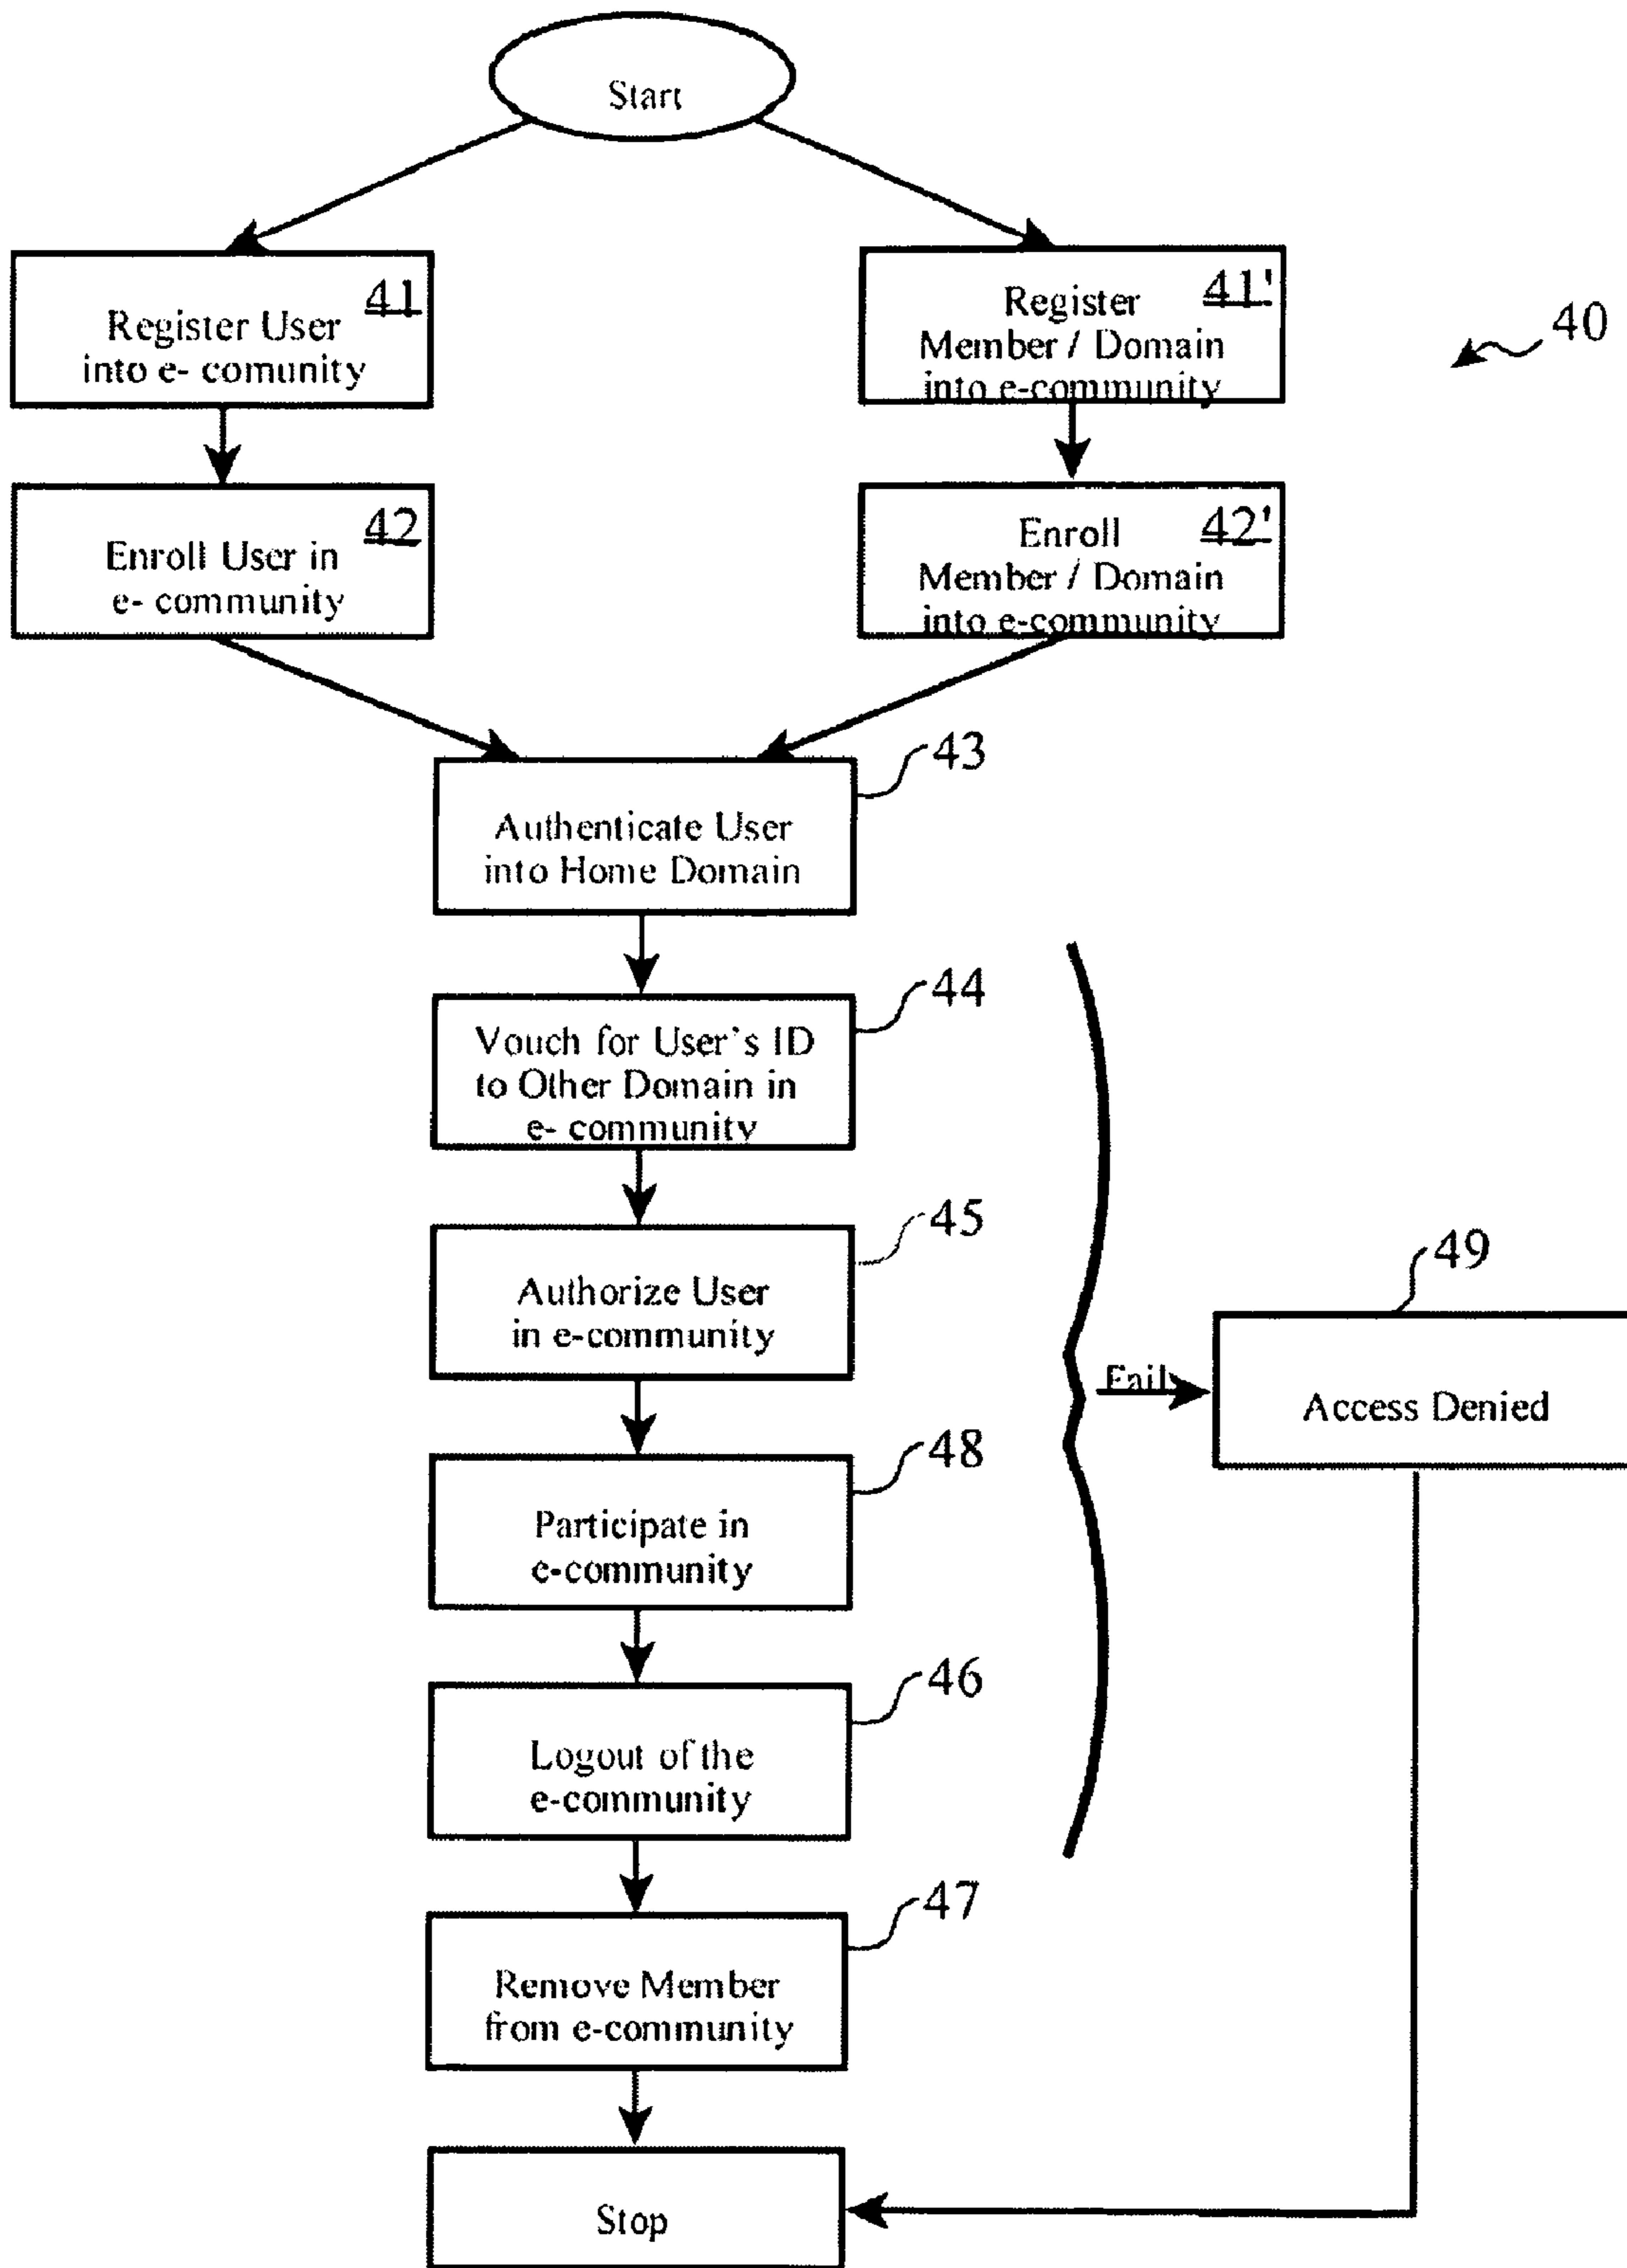 Start
41
Register User
into e- comunity
41'
Register
Member / Domain
into e-community
40
42
Enroll User in
e- community
42'
Enroll
Member / Domain
into e-community
43
Authenticate User
into Home Domain
44
Vouch for User's ID
to Other Domain in
e- community
45
Authorize User
in e-community
49
Fail
Access Denied
48
Participate in
e-community
46
Logout of the
e-community
47
Remove Member
from e-community
Stop